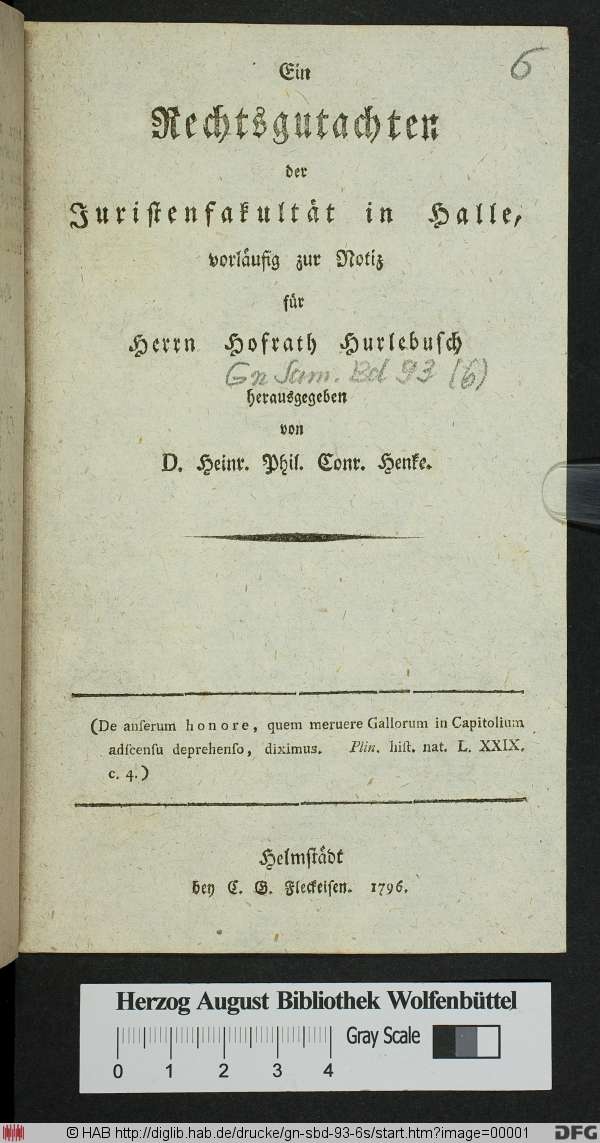 6
Ein
Rechtsgutachten
der
Juristenfakultät in Halle,
vorläufig zur Notiz
für
Herrn Hofrath Hurlebusch
Gn Sam. Bd 93 (6)
herausgegeben
von
D. Heinr. Phil. Conr. Henke.
(De anſerum honore, quem meruere Gallorum in Capitolium
adſcenſu deprehenſo, diximus. Plin. hiſt. nat. L. XXIX.
c. 4.)
Helmſtädt
bey C. G. Fleckeiſen. 1796.
Herzog August Bibliothek Wolfenbüttel
Gray Scale
0 1 2 3 4
© HAB http://diglib.hab.de/drucke/gn-sbd-93-6s/start.htm?image=00001
DFG